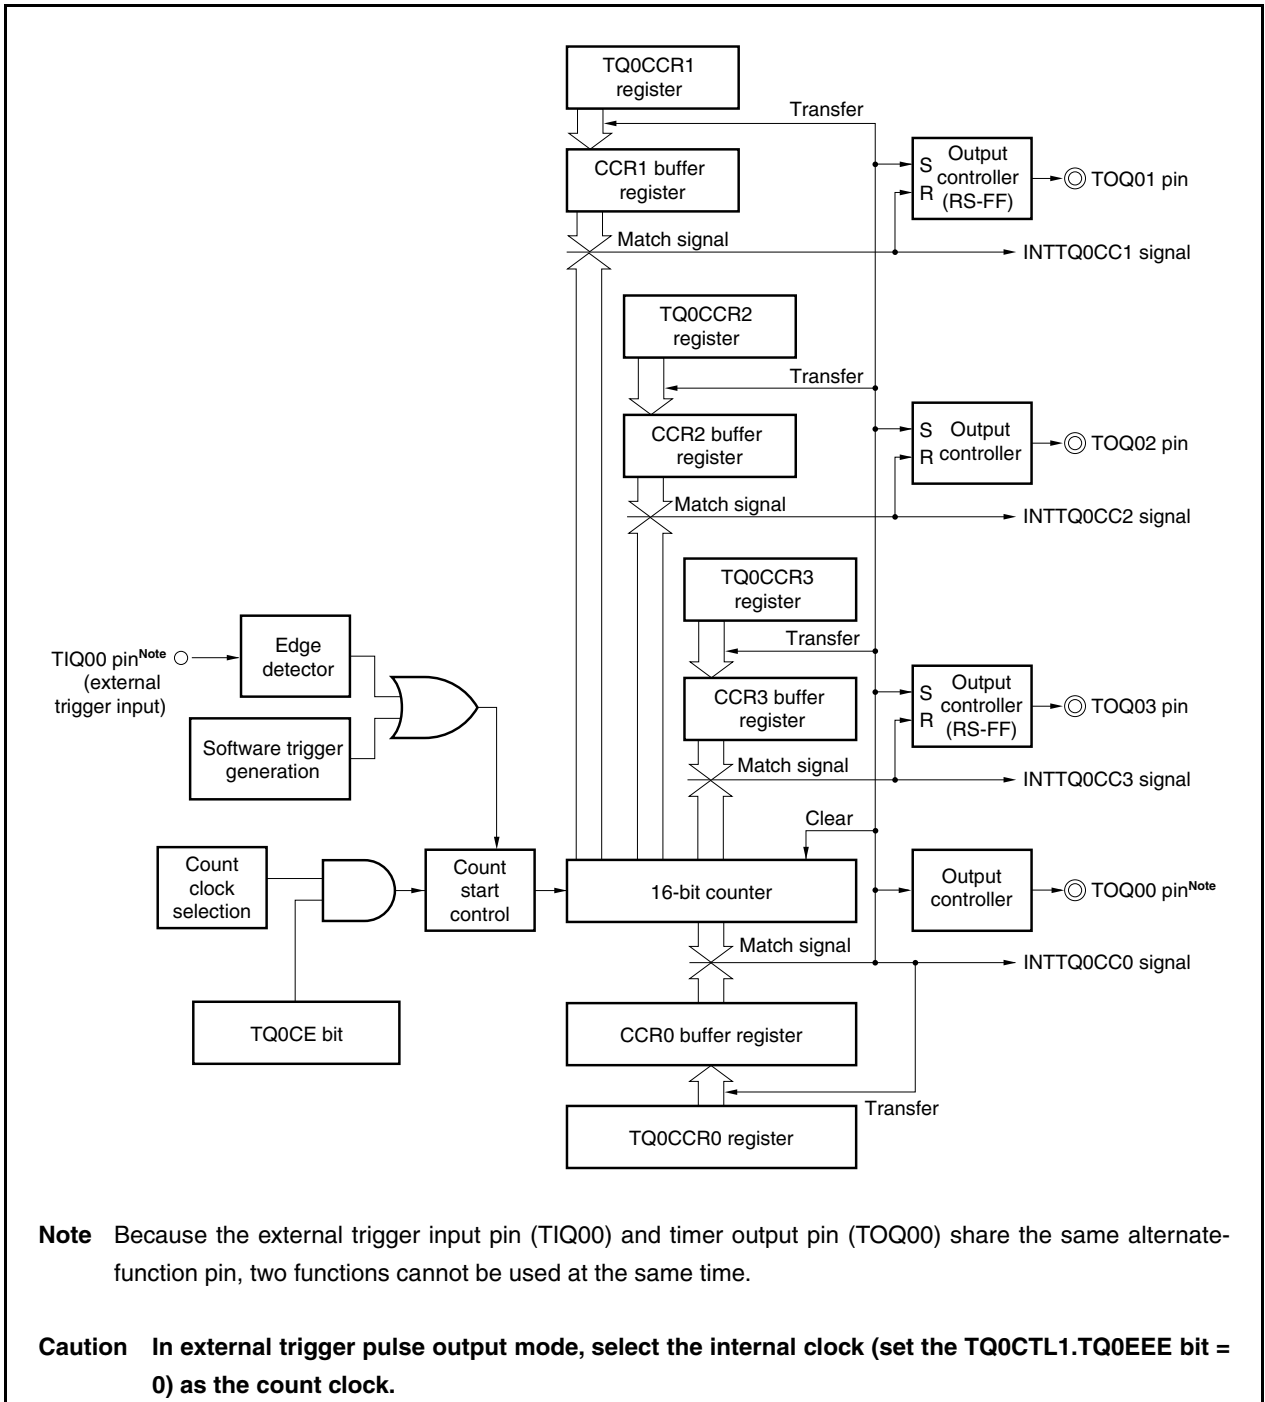 TQ0CCR1
register
Transfer
CCR1 buffer
register
S
R
Output
controller
(RS-FF)
TOQ01 pin
Match signal
INTTQ0CC1 signal
TQ0CCR2
register
Transfer
CCR2 buffer
register
S
R
Output
controller
TOQ02 pin
Match signal
INTTQ0CC2 signal
TQ0CCR3
register
Transfer
CCR3 buffer
register
S
R
Output
controller
(RS-FF)
TOQ03 pin
Match signal
INTTQ0CC3 signal
TIQ00 pinNote
(external
trigger input)
Edge
detector
Software trigger
generation
Clear
Count
clock
selection
Count
start
control
16-bit counter
Output
controller
TOQ00 pinNote
Match signal
INTTQ0CC0 signal
TQ0CE bit
CCR0 buffer register
Transfer
TQ0CCR0 register
Note Because the external trigger input pin (TIQ00) and timer output pin (TOQ00) share the same alternate-
function pin, two functions cannot be used at the same time.
Caution In external trigger pulse output mode, select the internal clock (set the TQ0CTL1.TQ0EEE bit =
0) as the count clock.